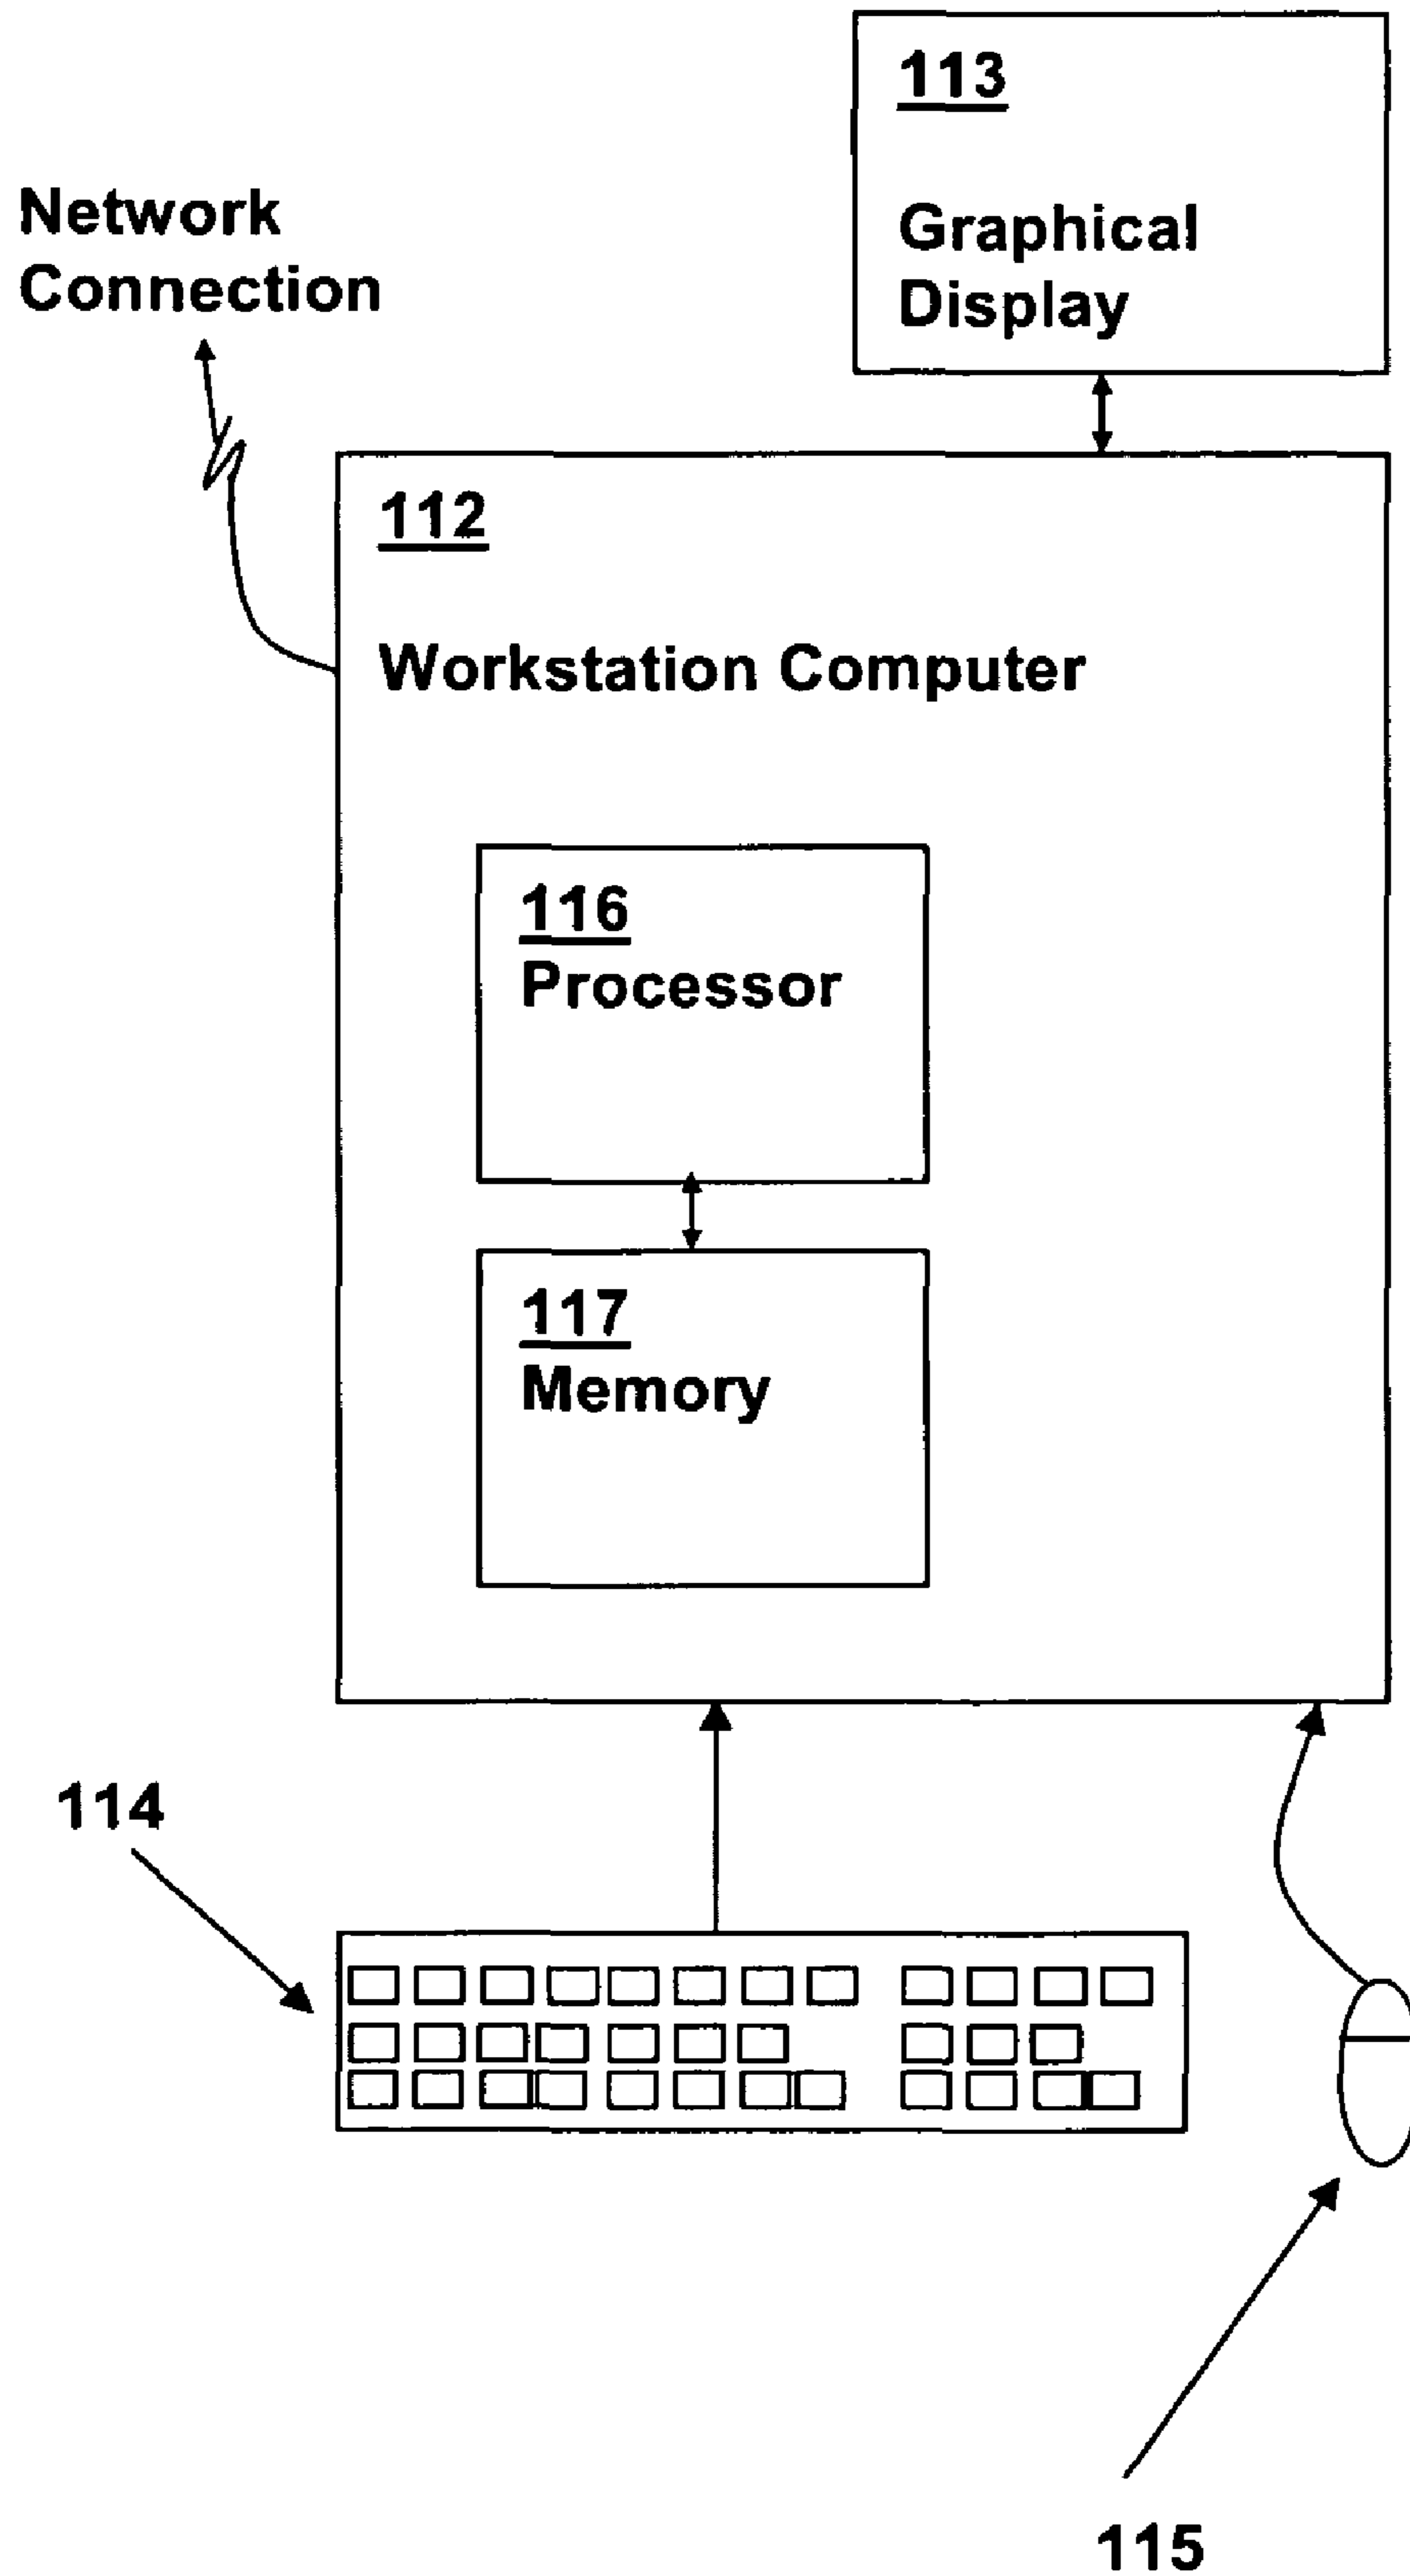 113
Graphical
Display
Network
Connection
112
Workstation Computer
116
Processor
117
Memory
114
115